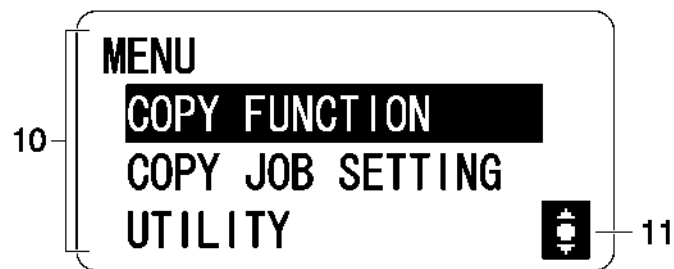 MENU
COPY FUNCTION
10
COPY JOB SETTING
UTILITY
11